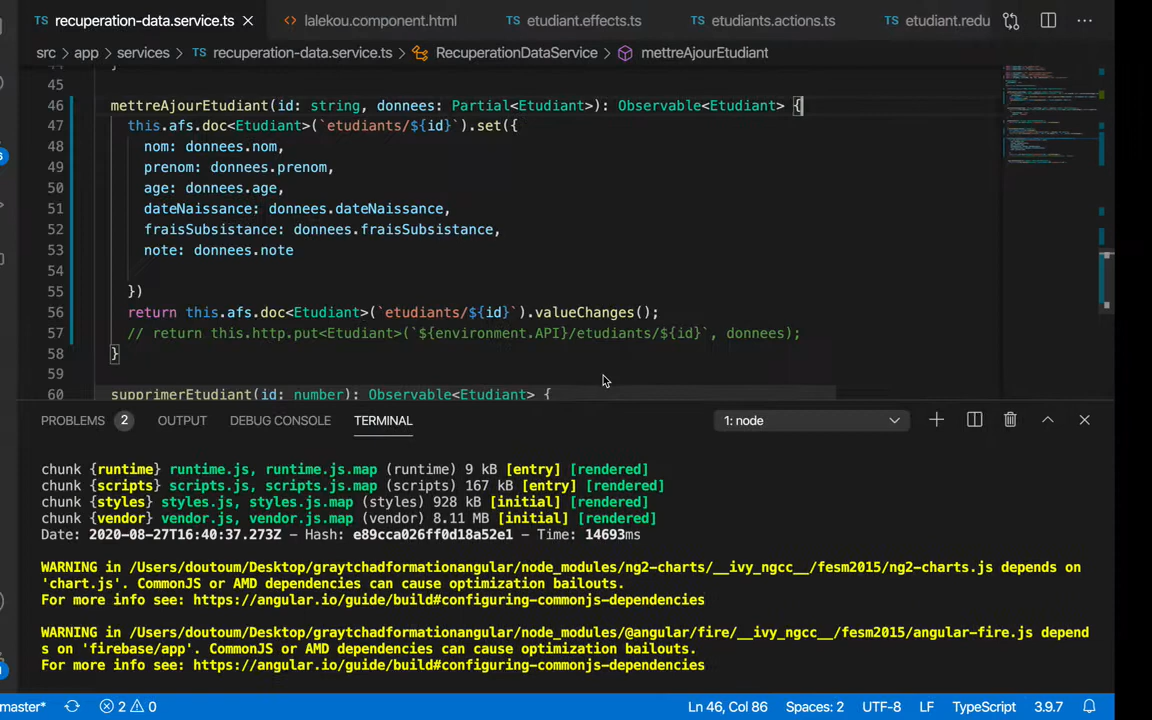 TS recuperation-data.service.ts × <> lalekou.component.html TS etudiant.effects.ts TS etudiants.actions.ts TS etudiant.redu ...
src > app > services > TS recuperation-data.service.ts > RecuperationDataService > mettreAjourEtudiant
45
46 mettreAjourEtudiant(id: string, donnees: Partial<Etudiant>): Observable<Etudiant> {
47 this.afs.doc<Etudiant>(`etudiants/${id}`).set({
48 nom: donnees.nom,
49 prenom: donnees.prenom,
50 age: donnees.age,
51 dateNaissance: donnees.dateNaissance,
52 fraisSubsistance: donnees.fraisSubsistance,
53 note: donnees.note
54
55 })
56 return this.afs.doc<Etudiant>(`etudiants/${id}`).valueChanges();
57 // return this.http.put<Etudiant>(`${environment.API}/etudiants/${id}`, donnees);
58 }
59
60 supprimerEtudiant(id: number): Observable<Etudiant> {
PROBLEMS 2 OUTPUT DEBUG CONSOLE TERMINAL 1: node
chunk {runtime} runtime.js, runtime.js.map (runtime) 9 kB [entry] [rendered]
chunk {scripts} scripts.js, scripts.js.map (scripts) 167 kB [entry] [rendered]
chunk {styles} styles.js, styles.js.map (styles) 928 kB [initial] [rendered]
chunk {vendor} vendor.js, vendor.js.map (vendor) 8.11 MB [initial] [rendered]
Date: 2020-08-27T16:40:37.273Z - Hash: e89cca026ff0d18a52e1 - Time: 14693ms
WARNING in /Users/doutoum/Desktop/graytchadformationangular/node_modules/ng2-charts/__ivy_ngcc__/fesm2015/ng2-charts.js depends on
'chart.js'. CommonJS or AMD dependencies can cause optimization bailouts.
For more info see: https://angular.io/guide/build#configuring-commonjs-dependencies
WARNING in /Users/doutoum/Desktop/graytchadformationangular/node_modules/@angular/fire/__ivy_ngcc__/fesm2015/angular-fire.js depend
s on 'firebase/app'. CommonJS or AMD dependencies can cause optimization bailouts.
For more info see: https://angular.io/guide/build#configuring-commonjs-dependencies
master* 2 0 Ln 46, Col 86 Spaces: 2 UTF-8 LF TypeScript 3.9.7